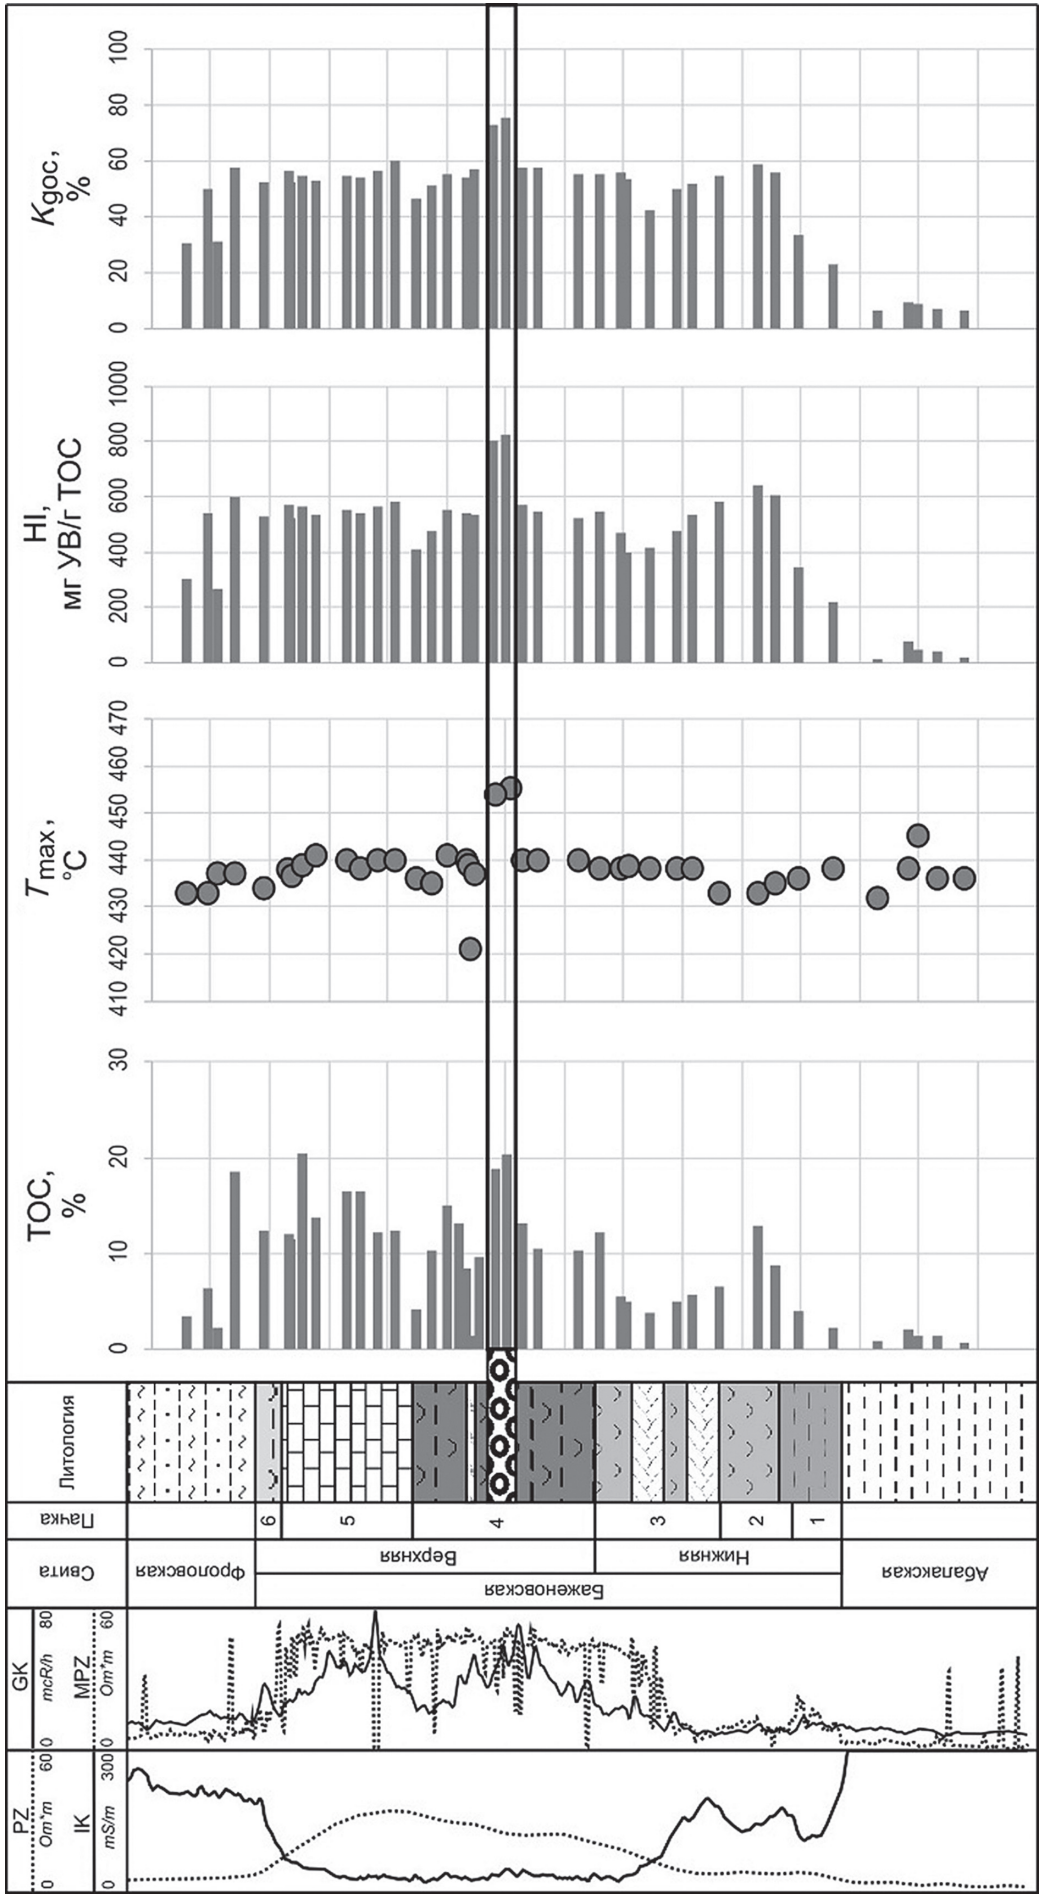 Kgoc,
%
0
20
40
60
80
100
HI,
мг УВ/г ТОС
0
200
400
600
800
1000
Tmax,
°C
410
420
430
440
450
460
470
TOC,
%
0
10
20
30
Литология
Пачка
6
5
4
3
2
1
Свита
Фроловская
Верхняя
Нижняя
Баженовская
Абалакская
GK
0 mcR/h 80
MPZ
0 Om*m 60
PZ
0 Om*m 60
IK
0 mS/m 300